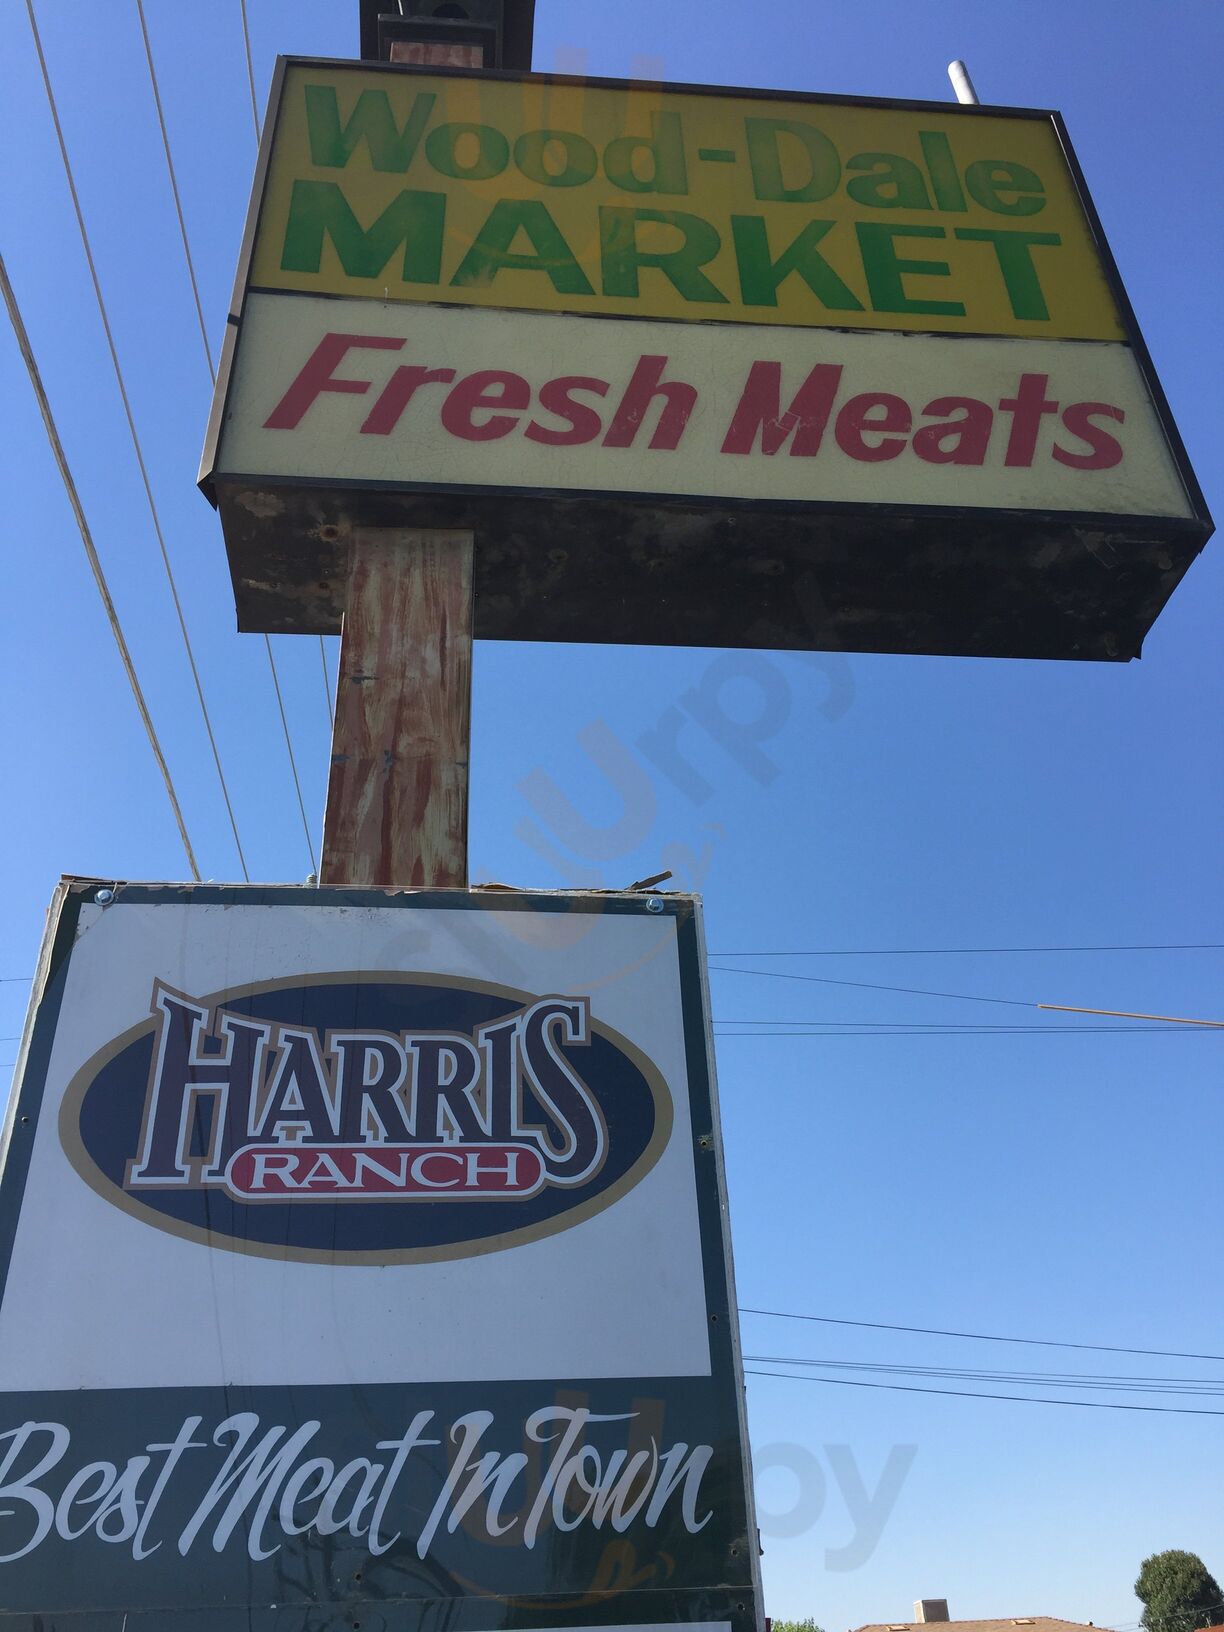 Wood-Dale
MARKET
Fresh Meats
HARRIS
RANCH
Best Meat In Town